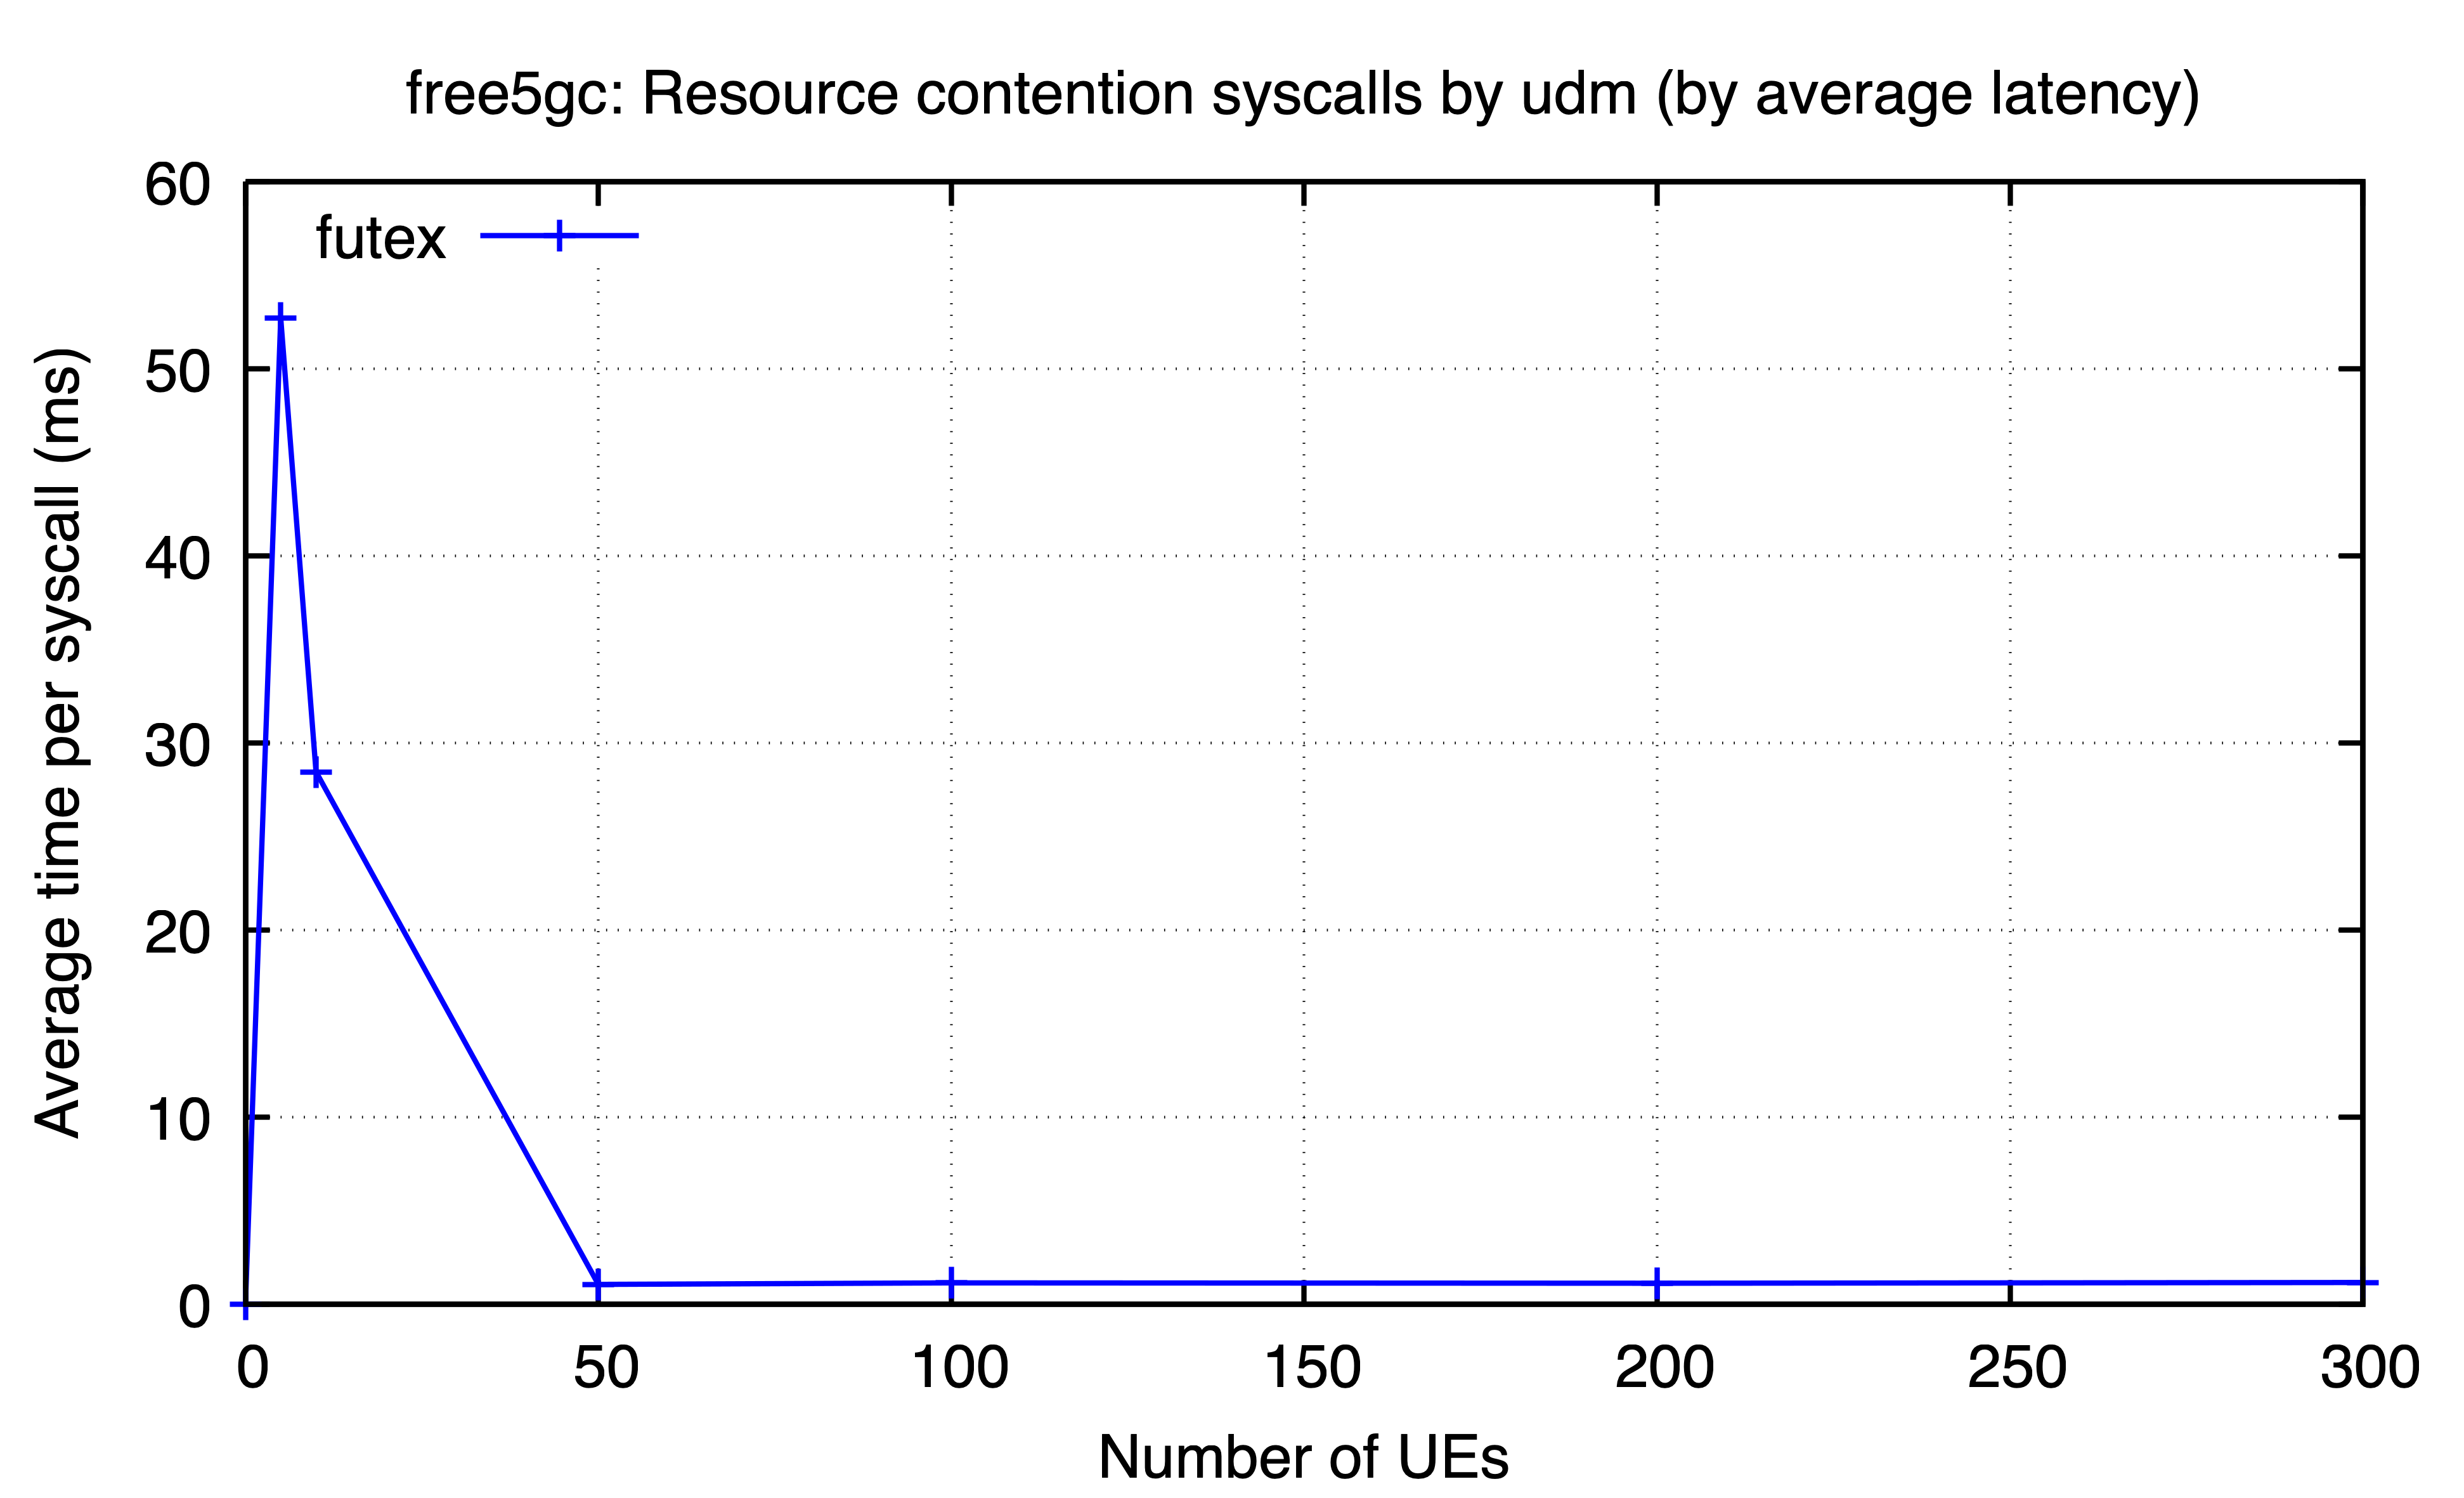 free5gc: Resource contention syscalls by udm (by average latency)
futex
Average time per syscall (ms)
60
50
40
30
20
10
0
0 50 100 150 200 250 300
Number of UEs